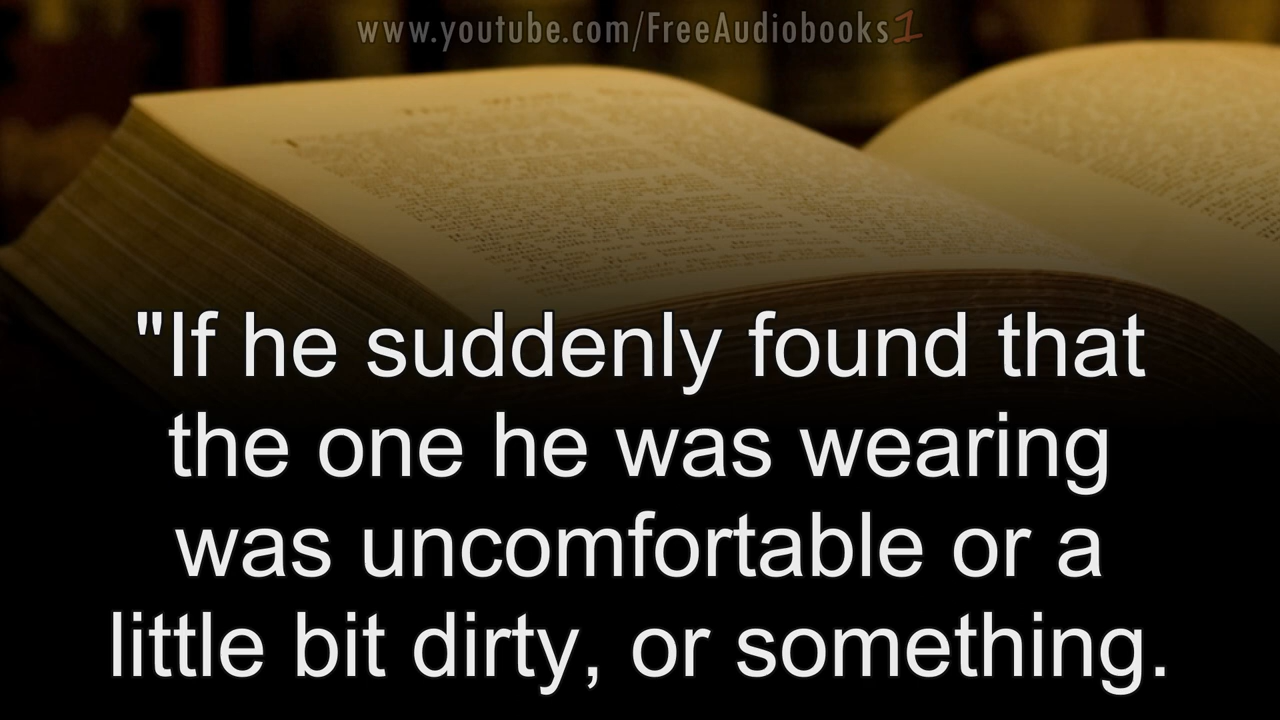 www.youtube.com/FreeAudiobooks1
"If he suddenly found that
the one he was wearing
was uncomfortable or a
little bit dirty, or something.